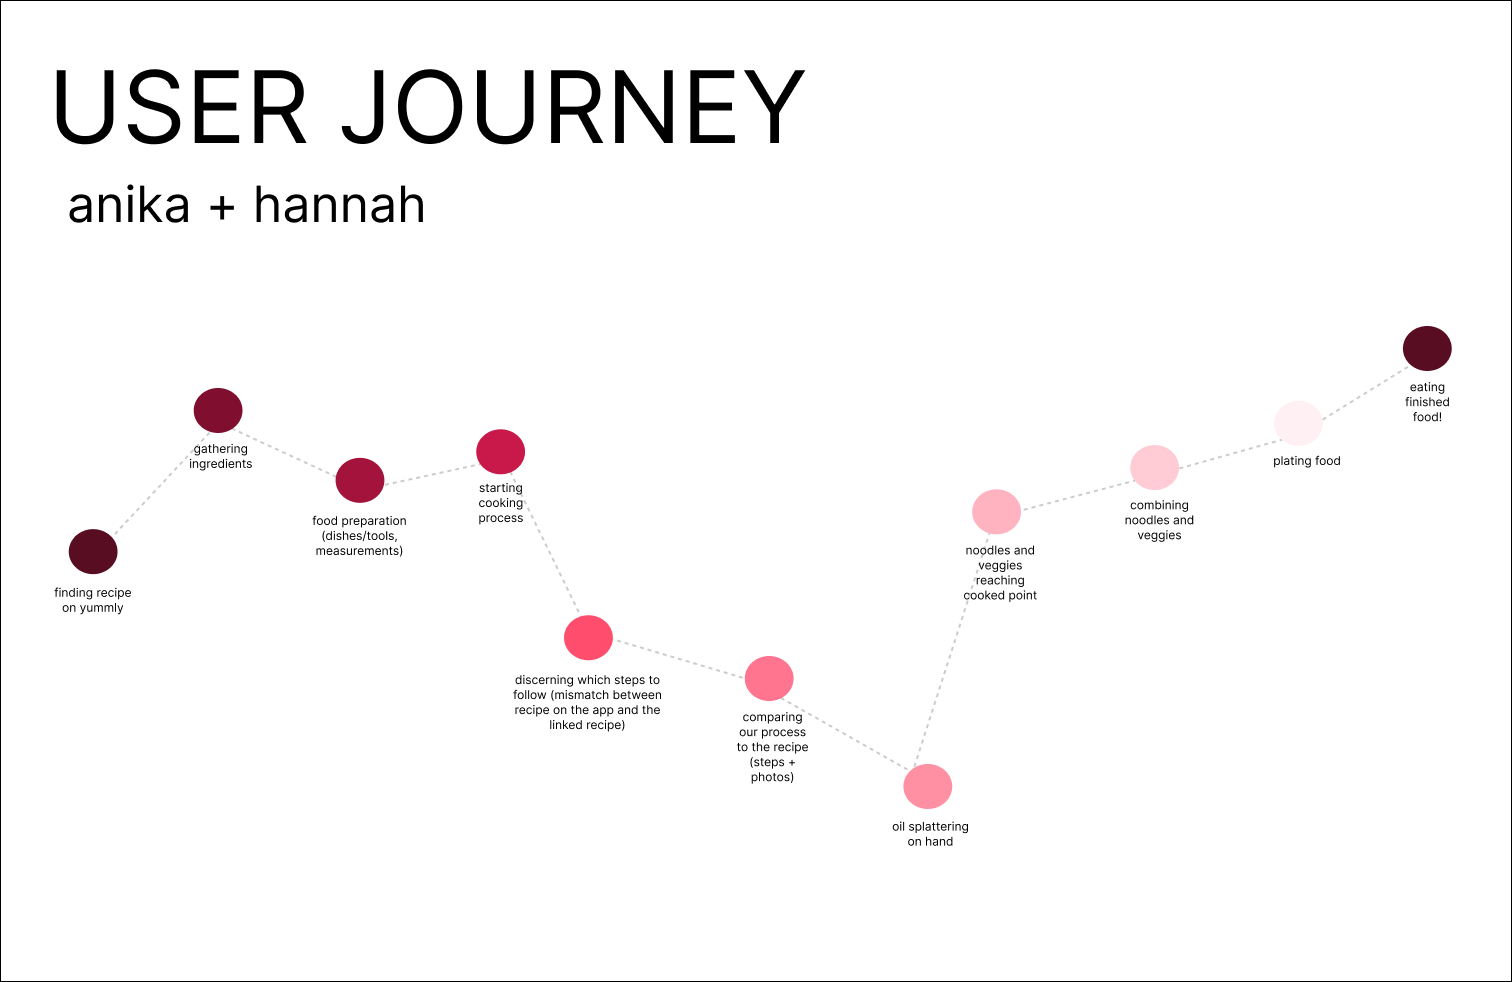 USER JOURNEY
anika + hannah
finding recipe
on yummly
gathering
ingredients
food preparation
(dishes/tools,
measurements)
starting
cooking
process
discerning which steps to
follow (mismatch between
recipe on the app and the
linked recipe)
comparing
our process
to the recipe
(steps +
photos)
oil splattering
on hand
noodles and
veggies
reaching
cooked point
combining
noodles and
veggies
plating food
eating
finished
food!